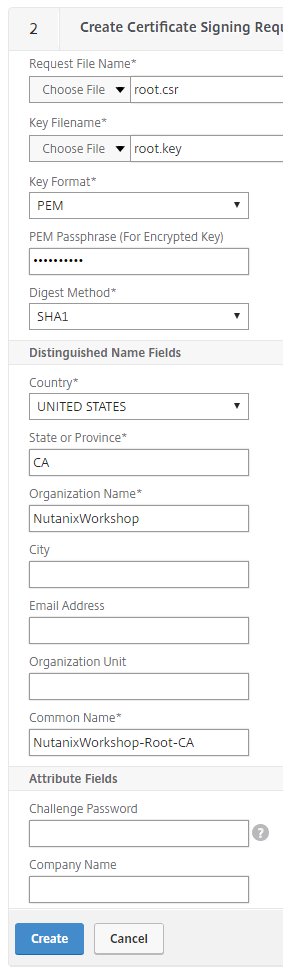 2 Create Certificate Signing
Request File Name*
Choose File root.csr
Key Filename*
Choose File root.key
Key Format*
PEM
PEM Passphrase (For Encrypted Key)
••••••••••
Digest Method*
SHA1
Distinguished Name Fields
Country*
UNITED STATES
State or Province*
CA
Organization Name*
NutanixWorkshop
City
Email Address
Organization Unit
Common Name*
NutanixWorkshop-Root-CA
Attribute Fields
Challenge Password
?
Company Name
Create Cancel